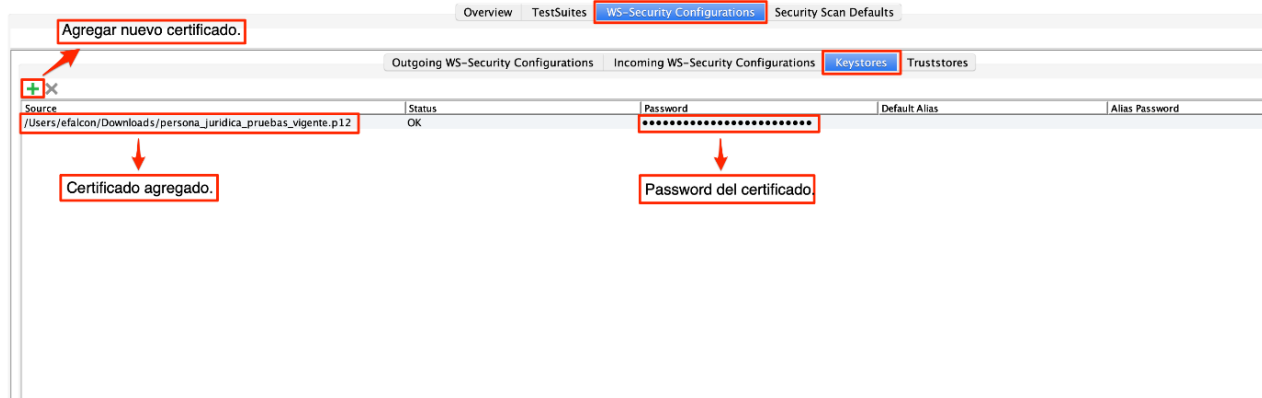 Overview TestSuites WS-Security Configurations Security Scan Defaults
Agregar nuevo certificado.
Outgoing WS-Security Configurations Incoming WS-Security Configurations Keystores Truststores
Source Status Password Default Alias Alias Password
/Users/efalcon/Downloads/persona_juridica_pruebas_vigente.p12 OK •••••••••••••••••••••••••
Certificado agregado. Password del certificado.